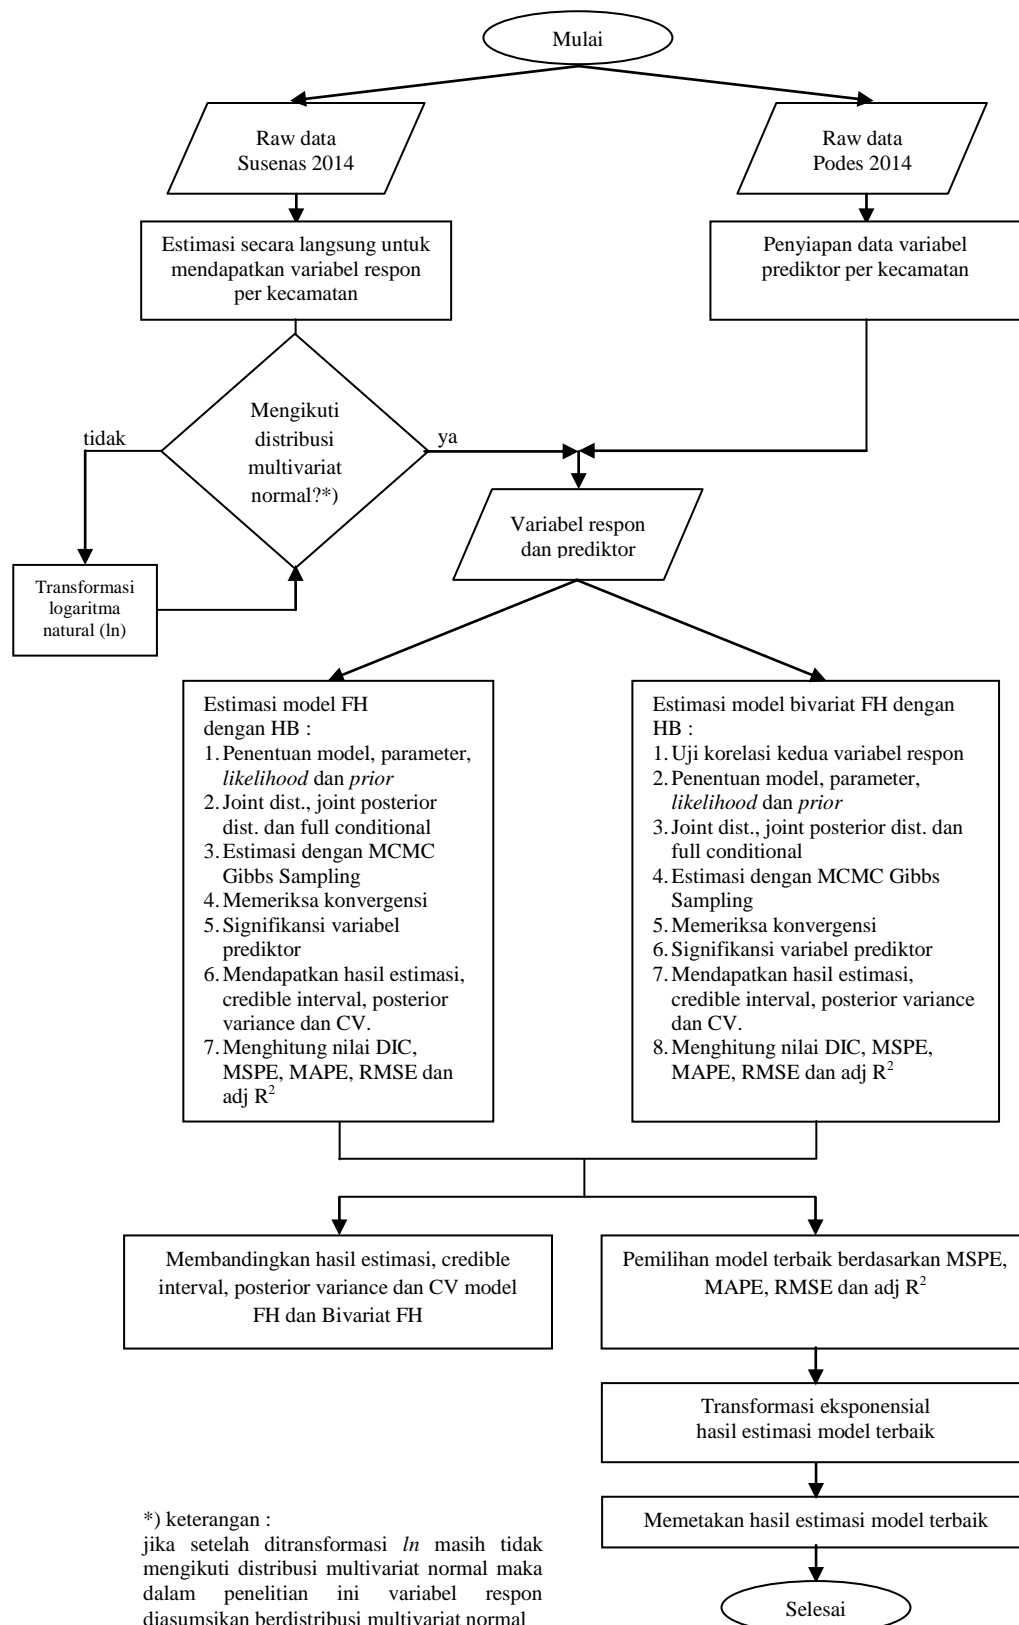 Mulai
Raw data
Susenas 2014
Raw data
Podes 2014
Estimasi secara langsung untuk
mendapatkan variabel respon
per kecamatan
Penyiapan data variabel
prediktor per kecamatan
Mengikuti
distribusi
multivariat
normal?*)
tidak
ya
Transformasi
logaritma
natural (ln)
Variabel respon
dan prediktor
Estimasi model FH
dengan HB :
1. Penentuan model, parameter,
likelihood dan prior
2. Joint dist., joint posterior
dist. dan full conditional
3. Estimasi dengan MCMC
Gibbs Sampling
4. Memeriksa konvergensi
5. Signifikansi variabel
prediktor
6. Mendapatkan hasil estimasi,
credible interval, posterior
variance dan CV.
7. Menghitung nilai DIC,
MSPE, MAPE, RMSE dan
adj R²
Estimasi model bivariat FH dengan
HB :
1. Uji korelasi kedua variabel respon
2. Penentuan model, parameter,
likelihood dan prior
3. Joint dist., joint posterior dist. dan
full conditional
4. Estimasi dengan MCMC Gibbs
Sampling
5. Memeriksa konvergensi
6. Signifikansi variabel prediktor
7. Mendapatkan hasil estimasi,
credible interval, posterior variance
dan CV.
8. Menghitung nilai DIC, MSPE,
MAPE, RMSE dan adj R²
Membandingkan hasil estimasi, credible
interval, posterior variance dan CV model
FH dan Bivariat FH
Pemilihan model terbaik berdasarkan MSPE,
MAPE, RMSE dan adj R²
Transformasi eksponensial
hasil estimasi model terbaik
Memetakan hasil estimasi model terbaik
Selesai
*) keterangan :
jika setelah ditransformasi ln masih tidak
mengikuti distribusi multivariat normal maka
dalam penelitian ini variabel respon
diasumsikan berdistribusi multivariat normal